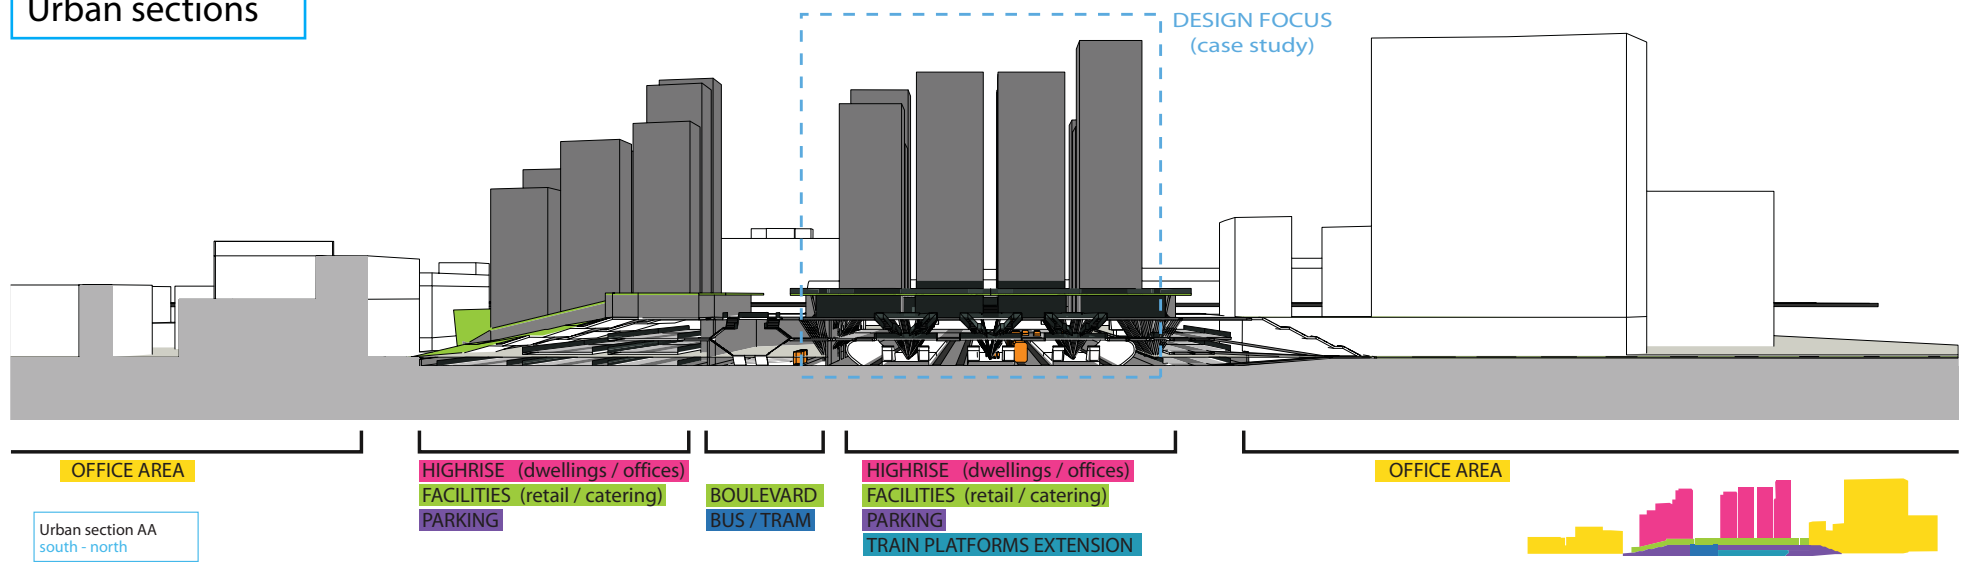 Urban sections
DESIGN FOCUS
(case study)
OFFICE AREA
HIGHRISE (dwellings / offices)
FACILITIES (retail / catering)
PARKING
BOULEVARD
BUS / TRAM
HIGHRISE (dwellings / offices)
FACILITIES (retail / catering)
PARKING
TRAIN PLATFORMS EXTENSION
OFFICE AREA
Urban section AA
south - north